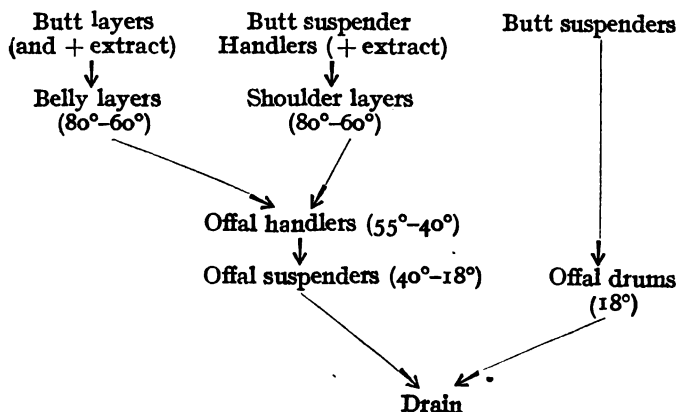 Butt layers
(and + extract)
Butt suspender
Handlers (+ extract)
Butt suspenders
Belly layers
(80°–60°)
Shoulder layers
(80°–60°)
Offal handlers (55°–40°)
Offal suspenders (40°–18°)
Offal drums
(18°)
Drain